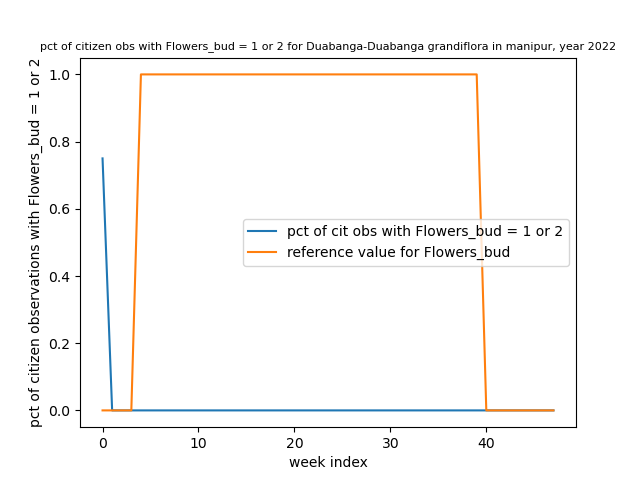 pct of citizen obs with Flowers_bud = 1 or 2 for Duabanga-Duabanga grandiflora in manipur, year 2022
pct of citizen observations with Flowers_bud = 1 or 2
1.0
0.8
0.6
0.4
0.2
0.0
pct of cit obs with Flowers_bud = 1 or 2
reference value for Flowers_bud
0 10 20 30 40
week index